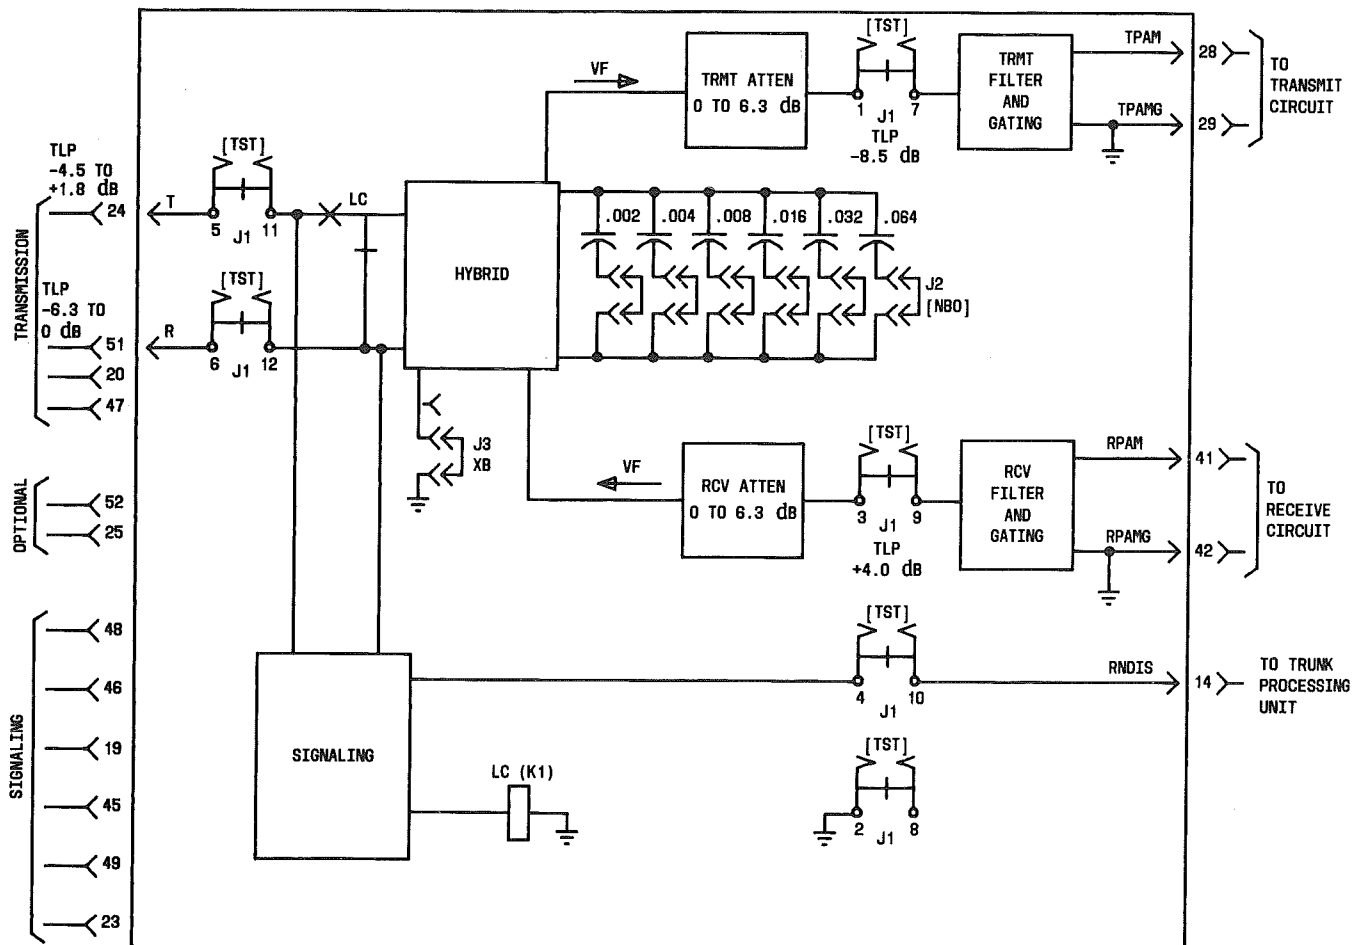 [TST]
TPAM
28
VF
TRMT ATTEN
0 TO 6.3 dB
TRMT
FILTER
AND
GATING
TO
TRANSMIT
CIRCUIT
1
J1
7
TLP
-8.5 dB
TPAMG
29
TLP
-4.5 TO
+1.8 dB
[TST]
24
T
LC
5
J1
11
.002
.004
.008
.016
.032
.064
TRANSMISSION
HYBRID
J2
[NBO]
TLP
-6.3 TO
0 dB
[TST]
R
51
6
J1
12
20
47
J3
XB
[TST]
RPAM
41
VF
RCV ATTEN
0 TO 6.3 dB
RCV
FILTER
AND
GATING
TO
RECEIVE
CIRCUIT
3
J1
9
TLP
+4.0 dB
RPAMG
42
OPTIONAL
52
25
SIGNALING
48
46
19
45
49
23
[TST]
RNDIS
14
TO TRUNK
PROCESSING
UNIT
4
J1
10
SIGNALING
LC (K1)
[TST]
2
J1
8